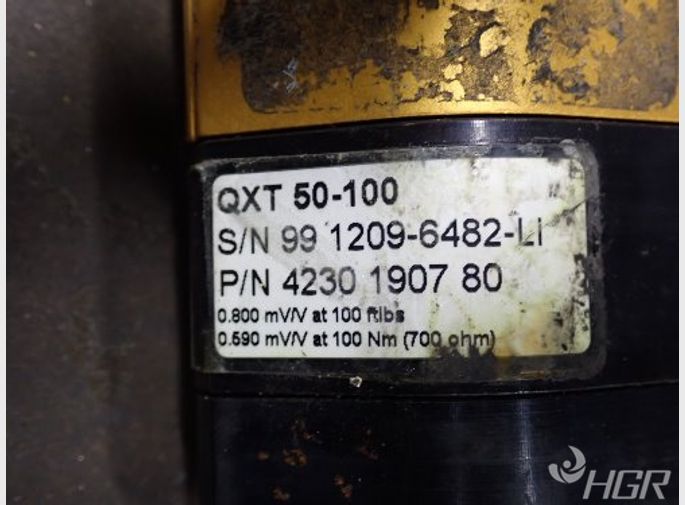 QXT 50-100
S/N 99 1209-6482-LI
P/N 4230 1907 80
0.800 mV/V at 100 ftlbs
0.590 mV/V at 100 Nm (700 ohm)
HGR